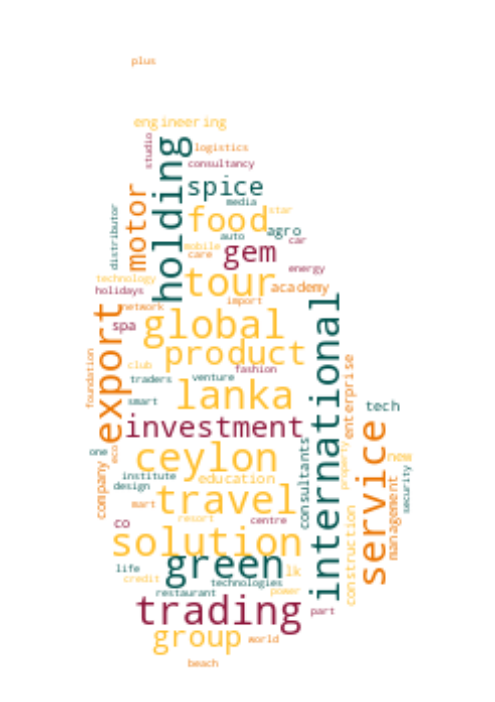 plus
engineering
studio
logistics
holding
consultancy
spice
motor
media
distributor
food
star
agro
auto
car
mobile
care
gem
energy
technology
tour
academy
holidays
import
network
export
spa
global
international
product
foundation
club
fashion
traders
venture
enterprise
smart
lanka
tech
investment
service
consultants
one
eco
ceylon
property
new
company
institute
education
security
design
management
travel
mart
resort
centre
construction
co
solution
green
life
lk
credit
technologies
restaurant
power
trading
part
group
world
beach